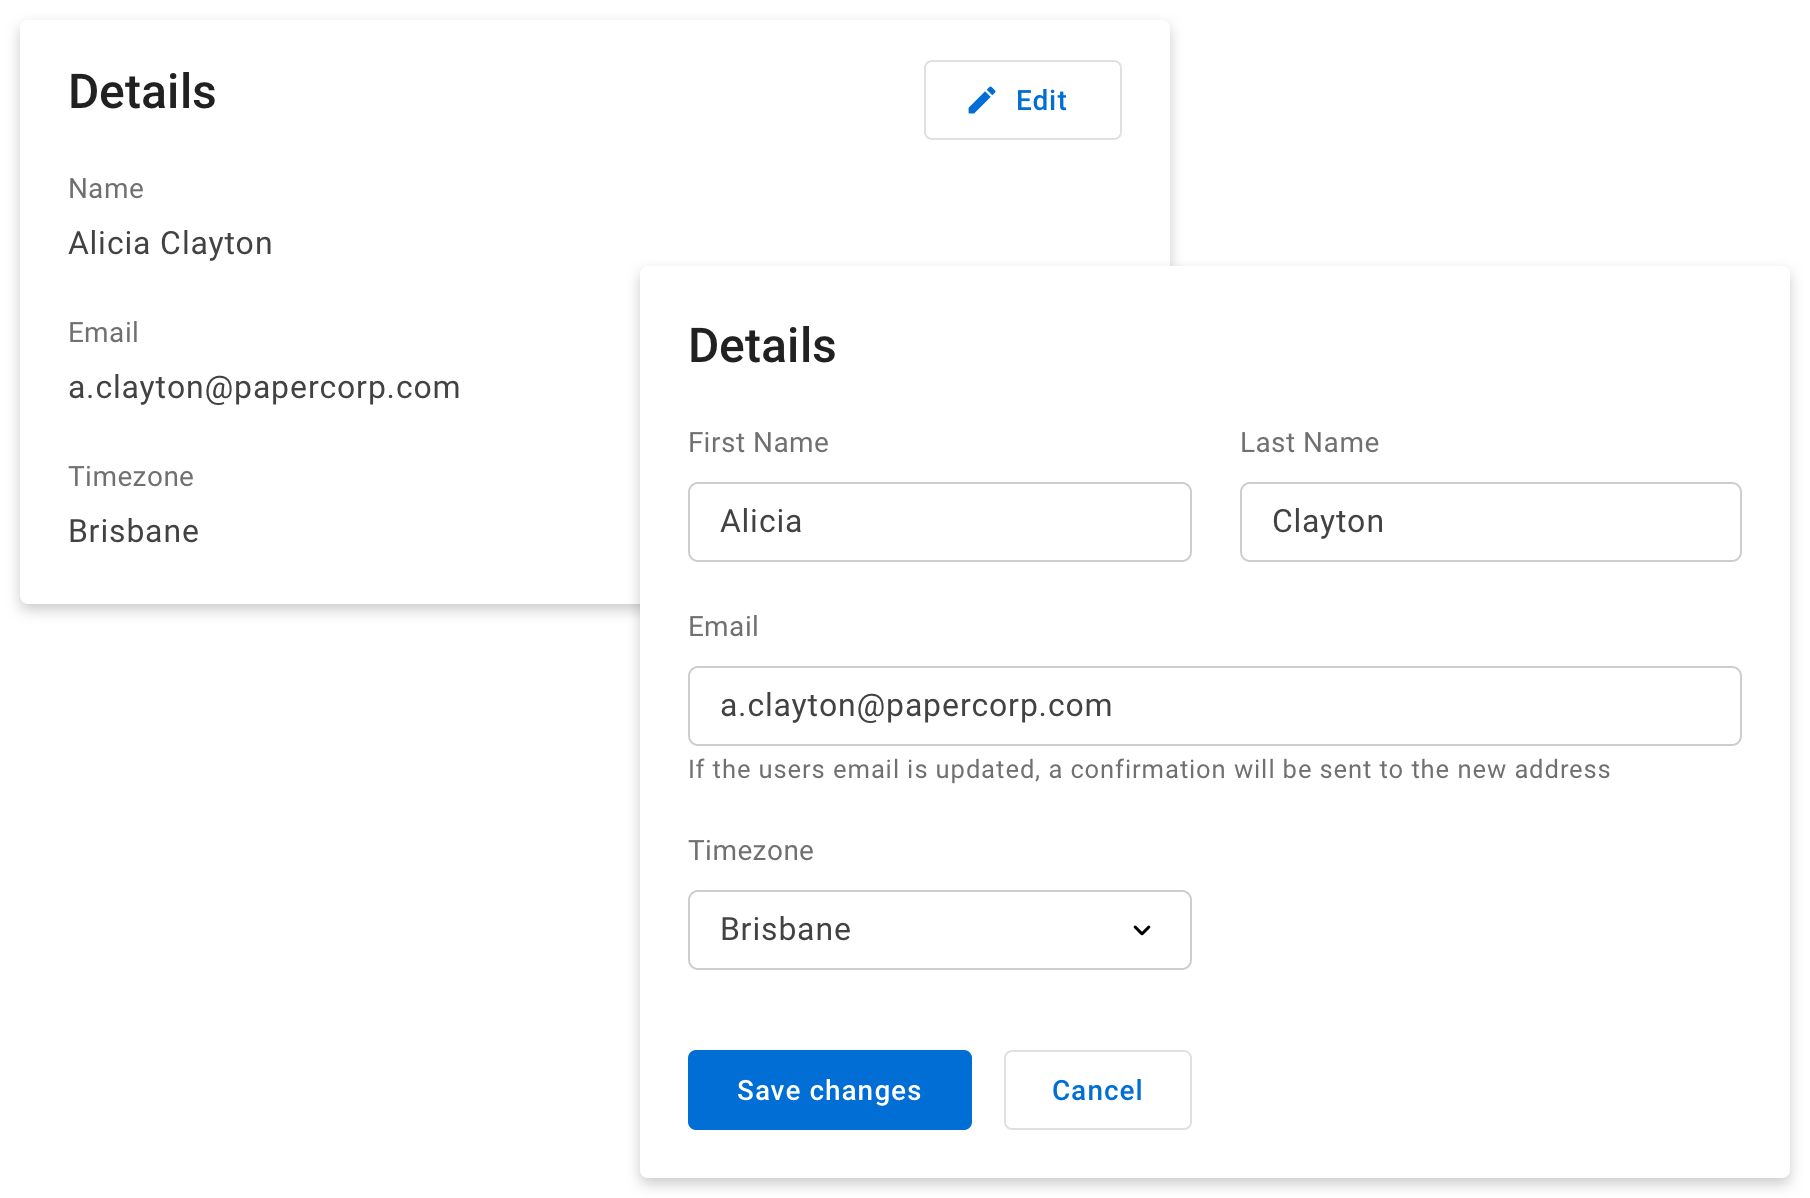 Details
Edit
Name
Alicia Clayton
Email
a.clayton@papercorp.com
Timezone
Brisbane
Details
First Name
Last Name
Alicia
Clayton
Email
a.clayton@papercorp.com
If the users email is updated, a confirmation will be sent to the new address
Timezone
Brisbane
Save changes
Cancel